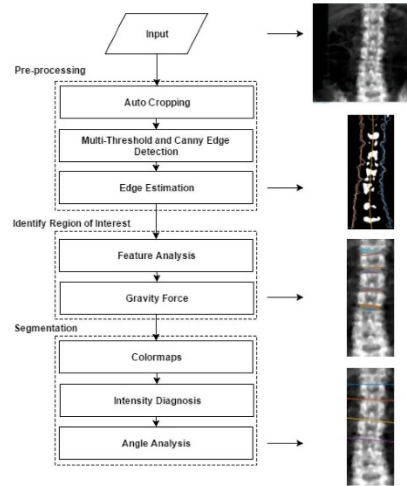 Input
Pre-processing
Auto Cropping
Multi-Threshold and Canny Edge
Detection
Edge Estimation
Identify Region of Interest
Feature Analysis
Gravity Force
Segmentation
Colormaps
Intensity Diagnosis
Angle Analysis